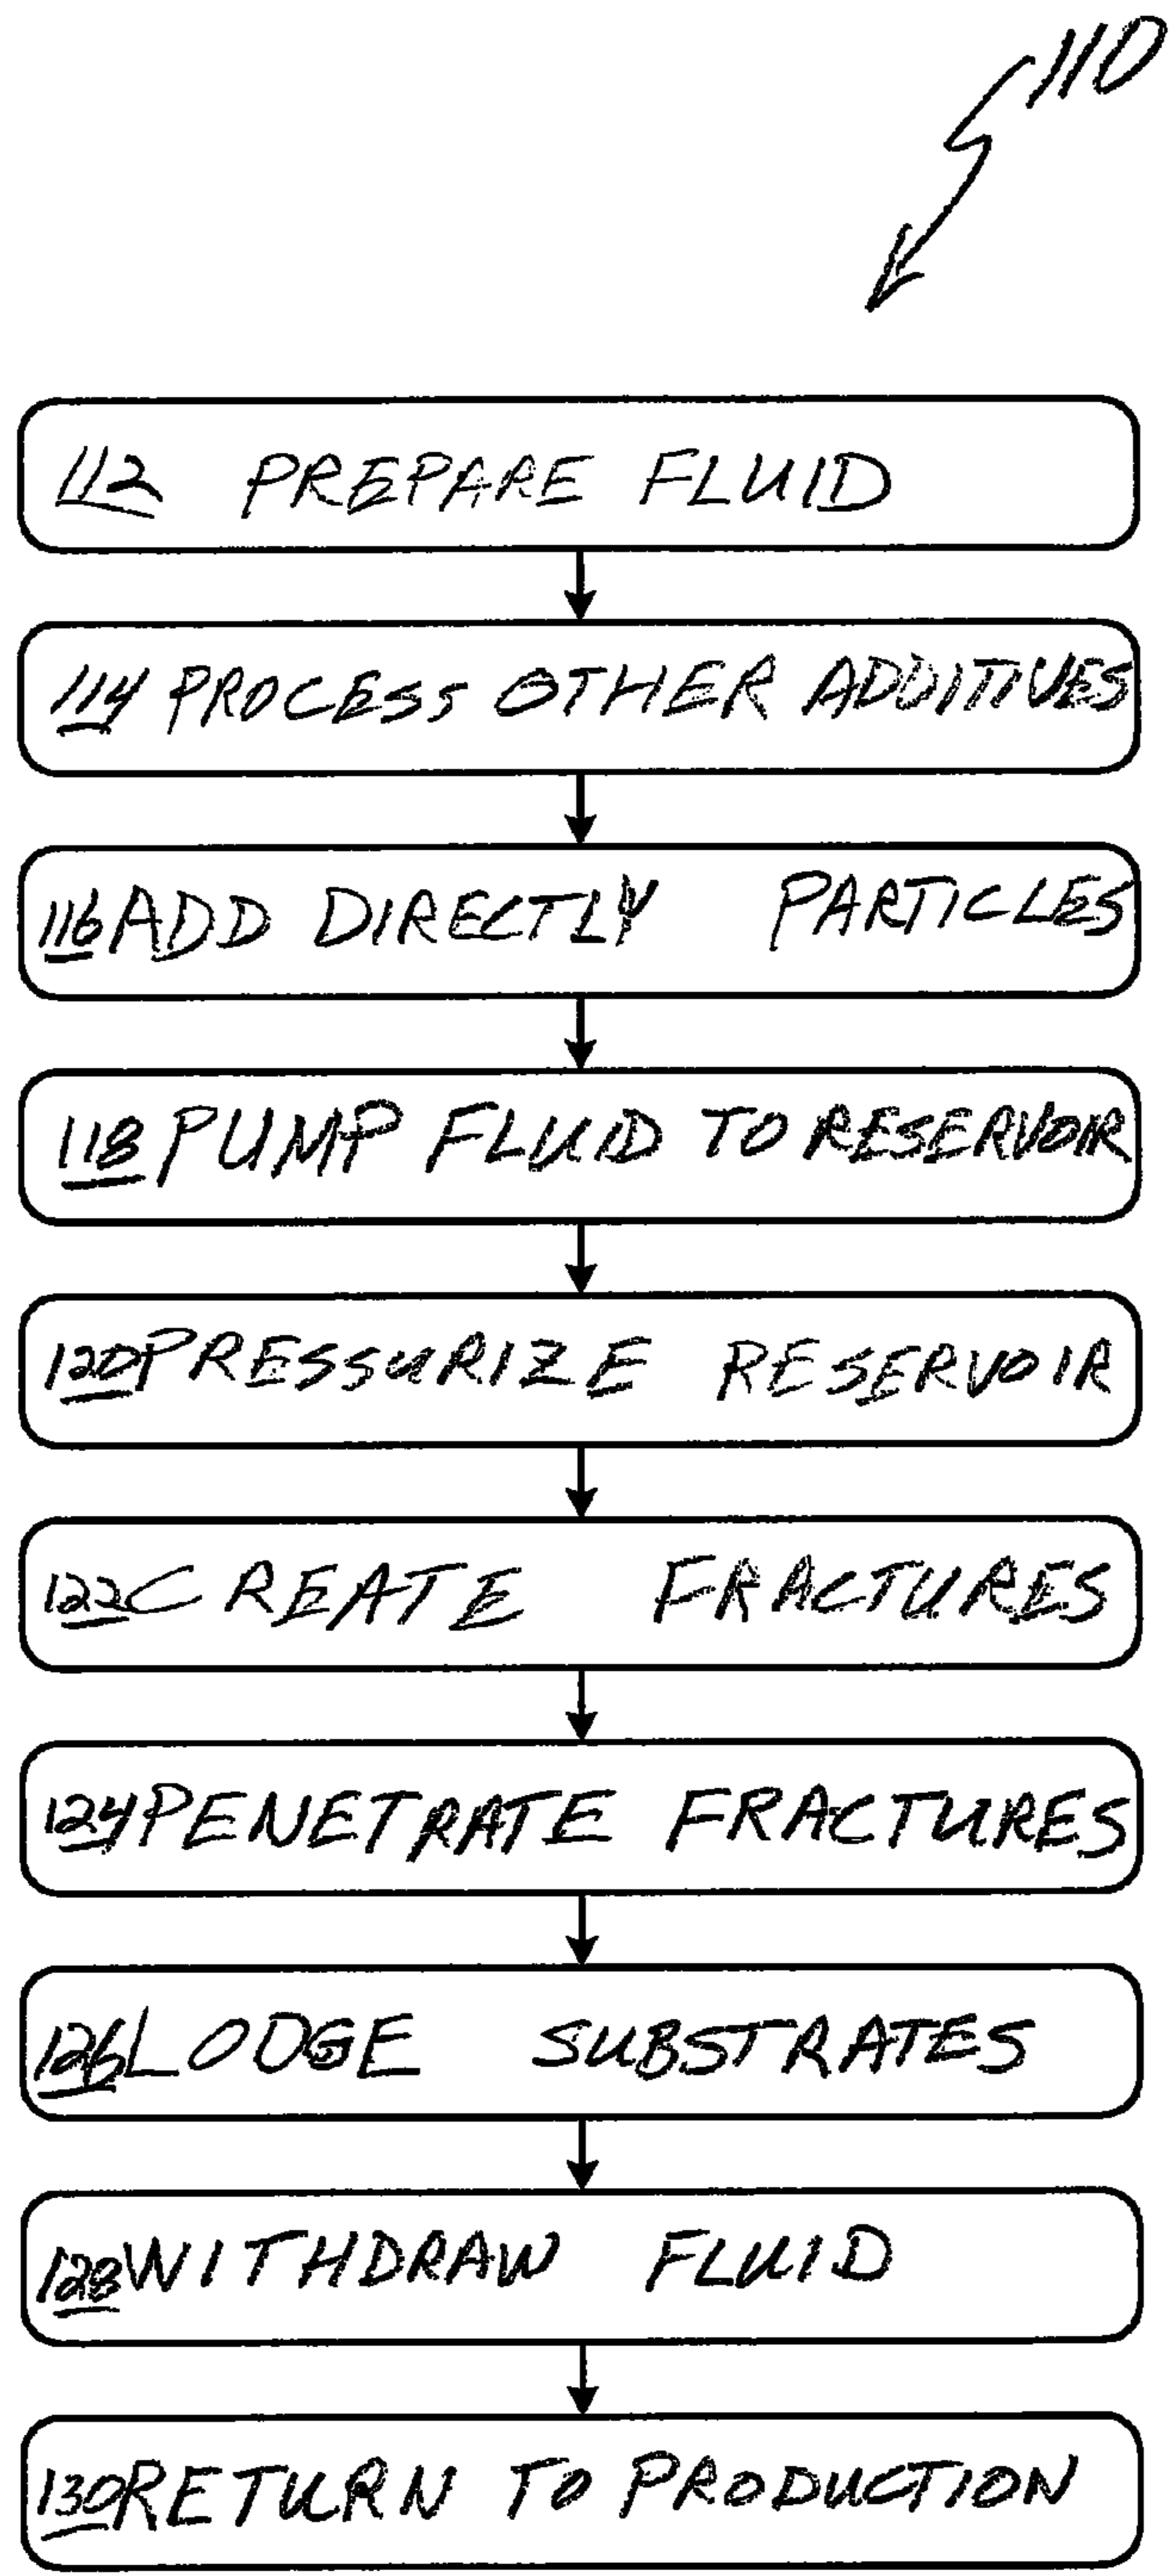 110
112 PREPARE FLUID
114 PROCESS OTHER ADDITIVES
116 ADD DIRECTLY PARTICLES
118 PUMP FLUID TO RESERVOIR
120 PRESSURIZE RESERVOIR
122 CREATE FRACTURES
124 PENETRATE FRACTURES
126 LODGE SUBSTRATES
128 WITHDRAW FLUID
130 RETURN TO PRODUCTION